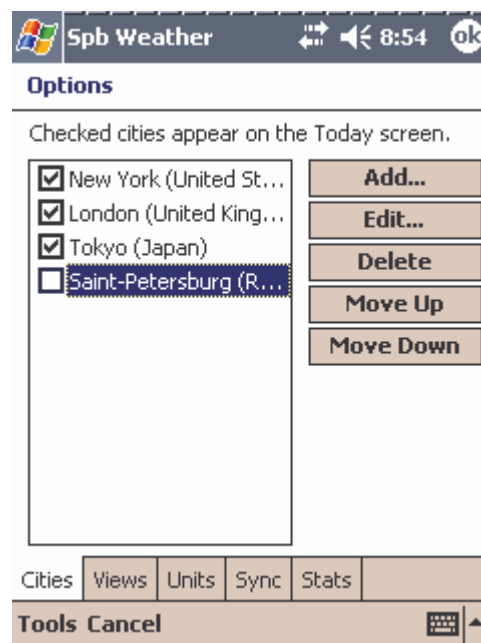 Spb Weather 8:54 ok
Options
Checked cities appear on the Today screen.
New York (United St...
London (United King...
Tokyo (Japan)
Saint-Petersburg (R...
Add...
Edit...
Delete
Move Up
Move Down
Cities Views Units Sync Stats
Tools Cancel